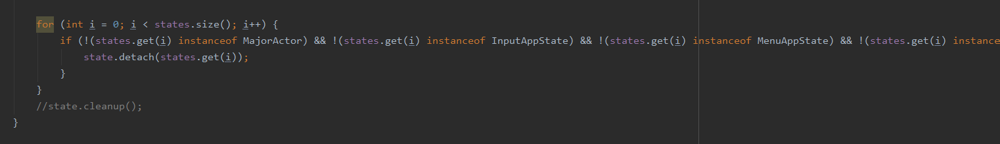 for (int i = 0; i < states.size(); i++) {
if (!(states.get(i) instanceof MajorActor) && !(states.get(i) instanceof InputAppState) && !(states.get(i) instanceof MenuAppState) && !(states.get(i) instance
state.detach(states.get(i));
}
}
//state.cleanup();
}